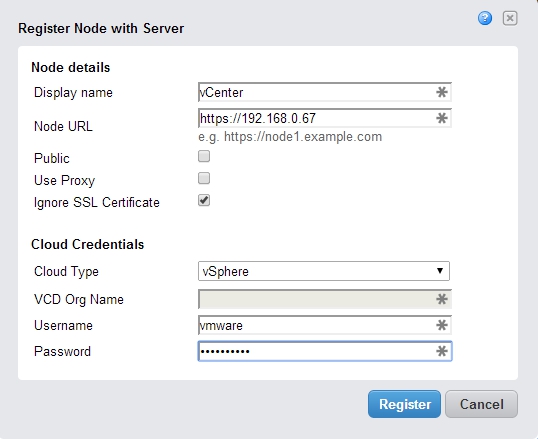 Register Node with Server
Node details
Display name vCenter
Node URL https://192.168.0.67
e.g. https://node1.example.com
Public
Use Proxy
Ignore SSL Certificate
Cloud Credentials
Cloud Type vSphere
VCD Org Name
Username vmware
Password ••••••••••
Register Cancel